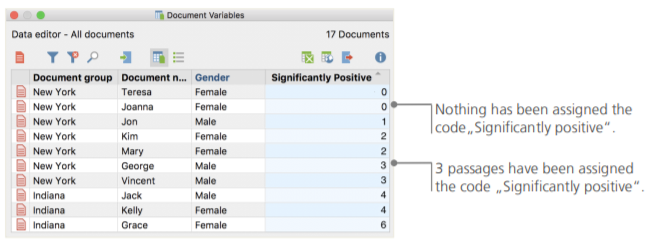 Document Variables
Data editor - All documents 17 Documents
Document group Document n... Gender Significantly Positive
New York Teresa Female 0
New York Joanna Female 0
New York Jon Male 1
New York Kim Female 2
New York Mary Female 2
New York George Male 3
New York Vincent Male 3
Indiana Jack Male 4
Indiana Kelly Female 4
Indiana Grace Female 6
Nothing has been assigned the
code„Significantly positive“.
3 passages have been assigned
the code „Significantly positive“.